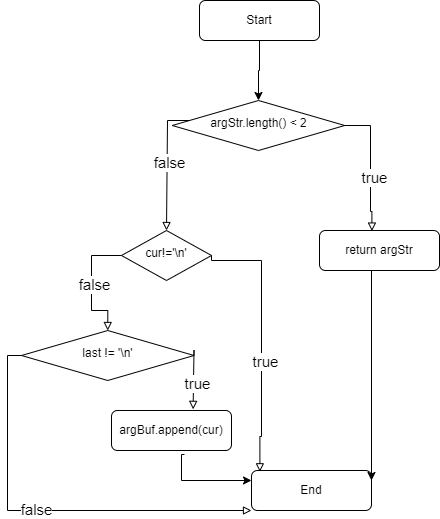 Start
argStr.length() < 2
false
true
cur!='\n'
return argStr
false
last != '\n'
true
true
argBuf.append(cur)
End
false